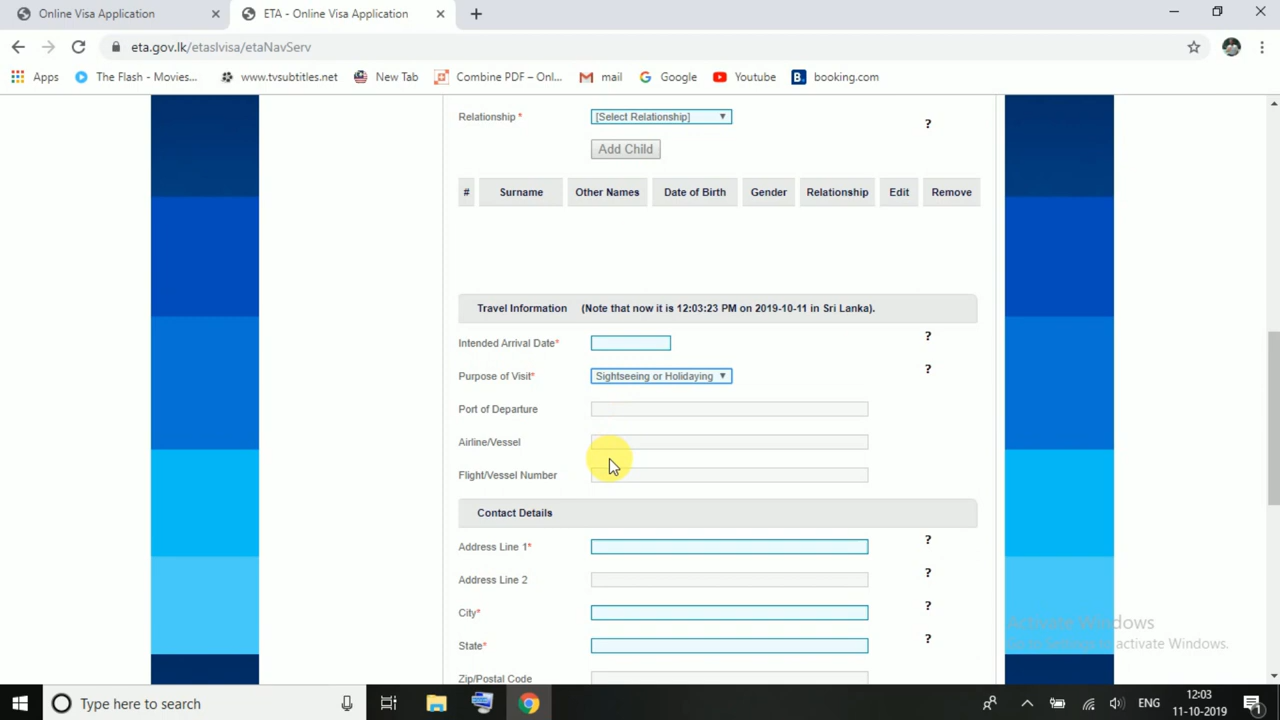 Online Visa Application
ETA - Online Visa Application
eta.gov.lk/etaslvisa/etaNavServ
Apps The Flash - Movies... www.tvsubtitles.net New Tab Combine PDF – Onl... mail Google Youtube B. booking.com
Relationship * [Select Relationship] ?
Add Child
# Surname Other Names Date of Birth Gender Relationship Edit Remove
Travel Information (Note that now it is 12:03:23 PM on 2019-10-11 in Sri Lanka).
Intended Arrival Date* ?
Purpose of Visit* Sightseeing or Holidaying ?
Port of Departure
Airline/Vessel
Flight/Vessel Number
Contact Details
Address Line 1* ?
Address Line 2 ?
City* ?
State* ?
Zip/Postal Code
Activate Windows
Go to Settings to activate Windows.
Type here to search
ENG
12:03
11-10-2019
1